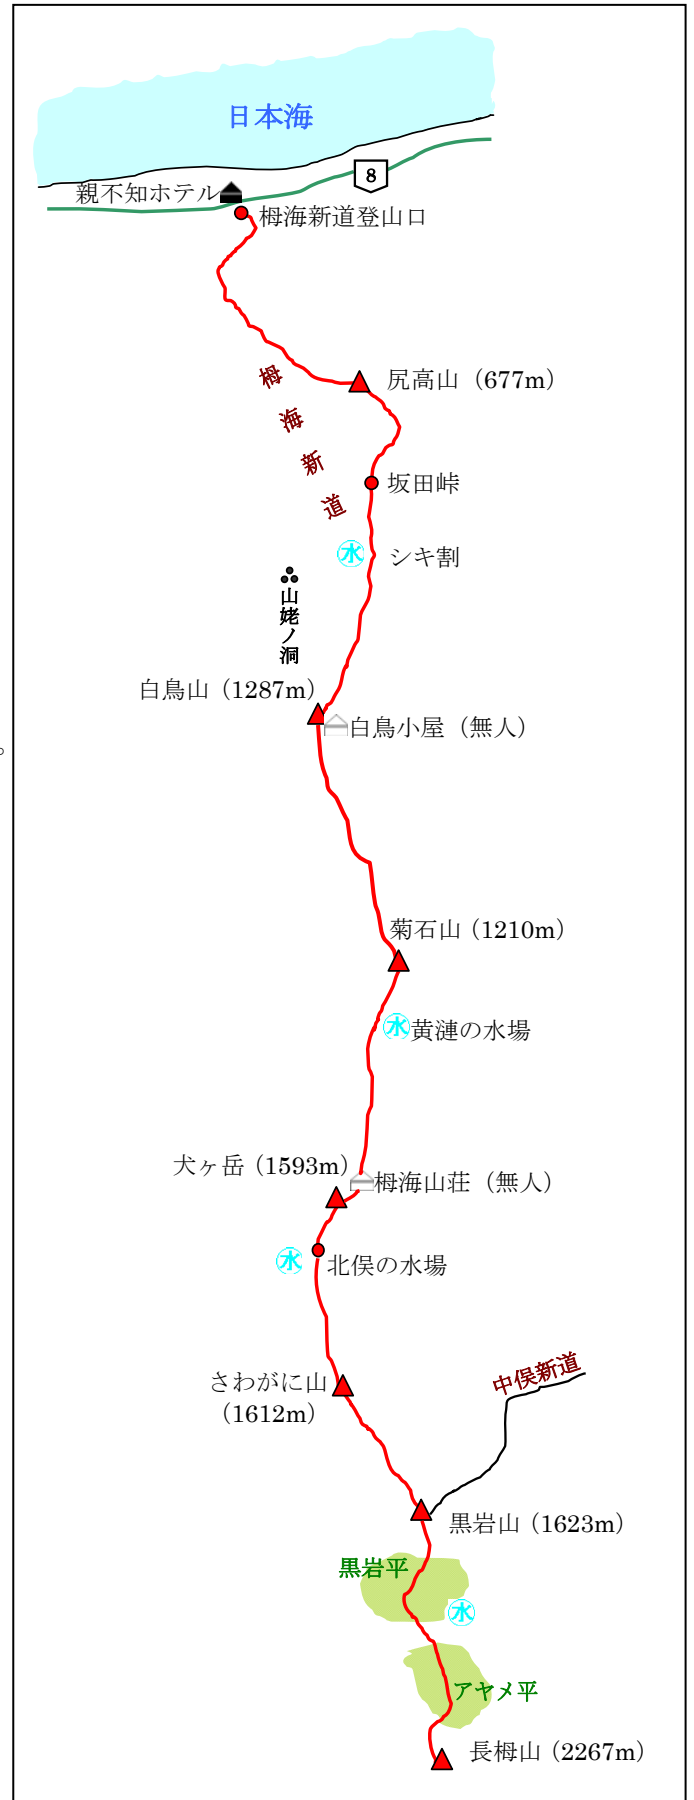 日本海
8
親不知ホテル
栂海新道登山口
尻高山（677m）
栂海新道
坂田峠
水
シキ割
山姥ノ洞
白鳥山（1287m）
白鳥小屋（無人）
。
菊石山（1210m）
水
黄漣の水場
犬ヶ岳（1593m）
栂海山荘（無人）
水
北俣の水場
さわがに山
（1612m）
中俣新道
黒岩山（1623m）
黒岩平
水
アヤメ平
長栂山（2267m）